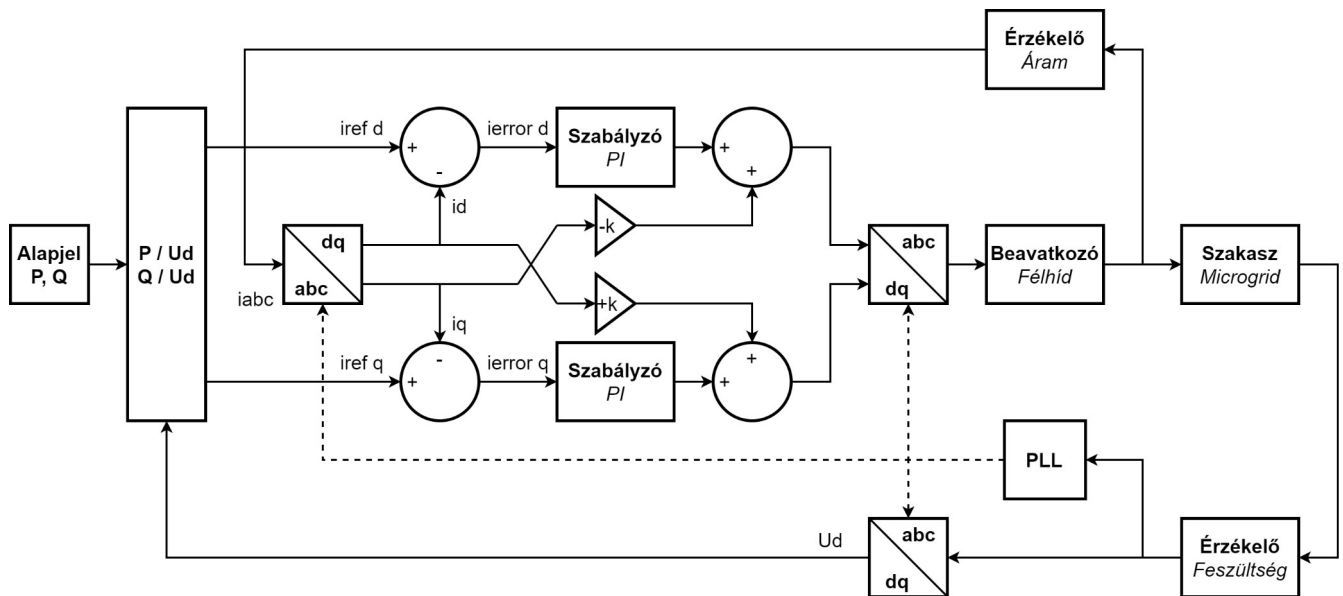 Érzékelő
Áram
iref d
+
-
ierror d
Szabályzó
PI
+
+
id
-k
Alapjel
P, Q
P / Ud
Q / Ud
dq
abc
iabc
+k
abc
dq
Beavatkozó
Félhíd
Szakasz
Microgrid
iq
iref q
-
+
ierror q
Szabályzó
PI
+
+
PLL
Ud
abc
dq
Érzékelő
Feszültség